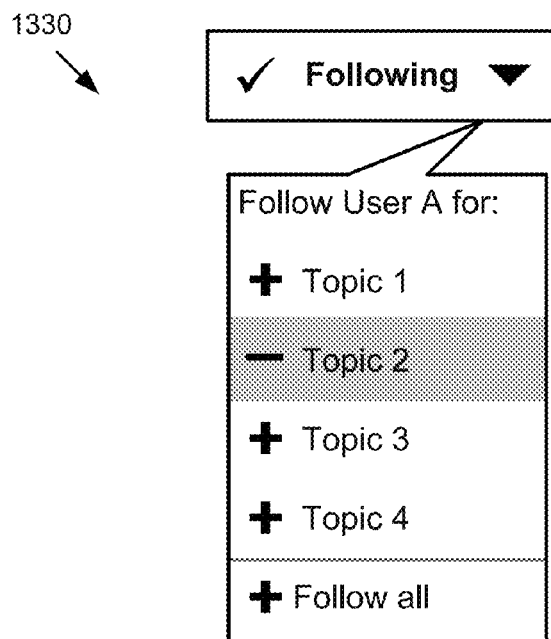 1330
Following
Follow User A for:
Topic 1
Topic 2
Topic 3
Topic 4
Follow all